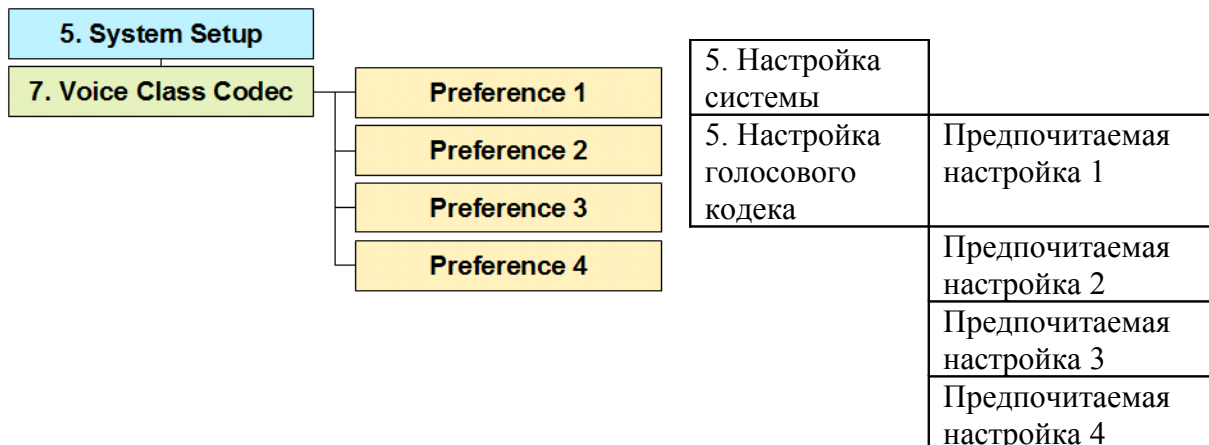 5. System Setup
7. Voice Class Codec
Preference 1
Preference 2
Preference 3
Preference 4
5. Настройка
системы
5. Настройка
голосового
кодека
Предпочитаемая
настройка 1
Предпочитаемая
настройка 2
Предпочитаемая
настройка 3
Предпочитаемая
настройка 4